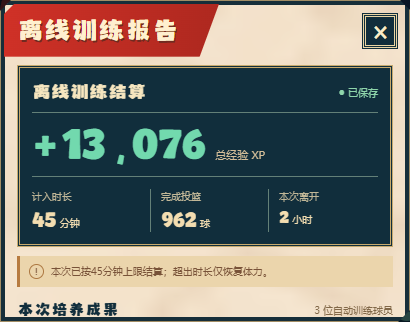 离线训练报告
×
离线训练结算
已保存
+13,076 总经验 XP
计入时长 完成投篮 本次离开
45 分钟 962 球 2 小时
! 本次已按45分钟上限结算；超出时长仅恢复体力。
本次培养成果 3 位自动训练球员